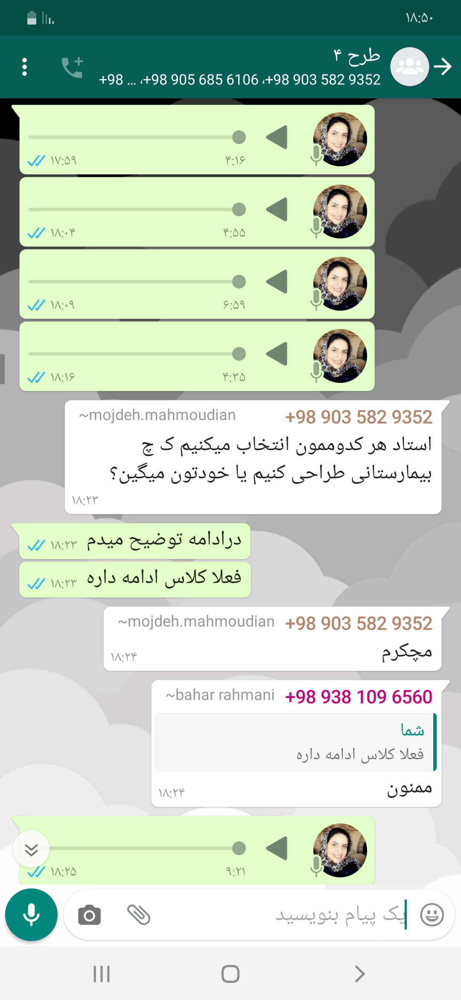 ۱۸:۵۰
طرح ۴
+98 903 582 9352، +98 905 685 6106، +98 ...
۴:۱۶
۱۷:۵۹
۴:۵۵
۱۸:۰۴
۶:۵۹
۱۸:۰۹
۴:۳۵
۱۸:۱۶
+98 903 582 9352 ~mojdeh.mahmoudian
استاد هر کدوممون انتخاب میکنیم ک چ
بیمارستانی طراحی کنیم یا خودتون میگین؟
۱۸:۲۳
درادامه توضیح میدم ۱۸:۲۳
فعلا کلاس ادامه داره ۱۸:۲۳
+98 903 582 9352 ~mojdeh.mahmoudian
مچکرم
۱۸:۲۴
+98 938 109 6560 ~bahar rahmani
شما
فعلا کلاس ادامه داره
ممنون
۱۸:۲۴
۹:۲۱
۱۸:۲۵
یک پیام بنویسید